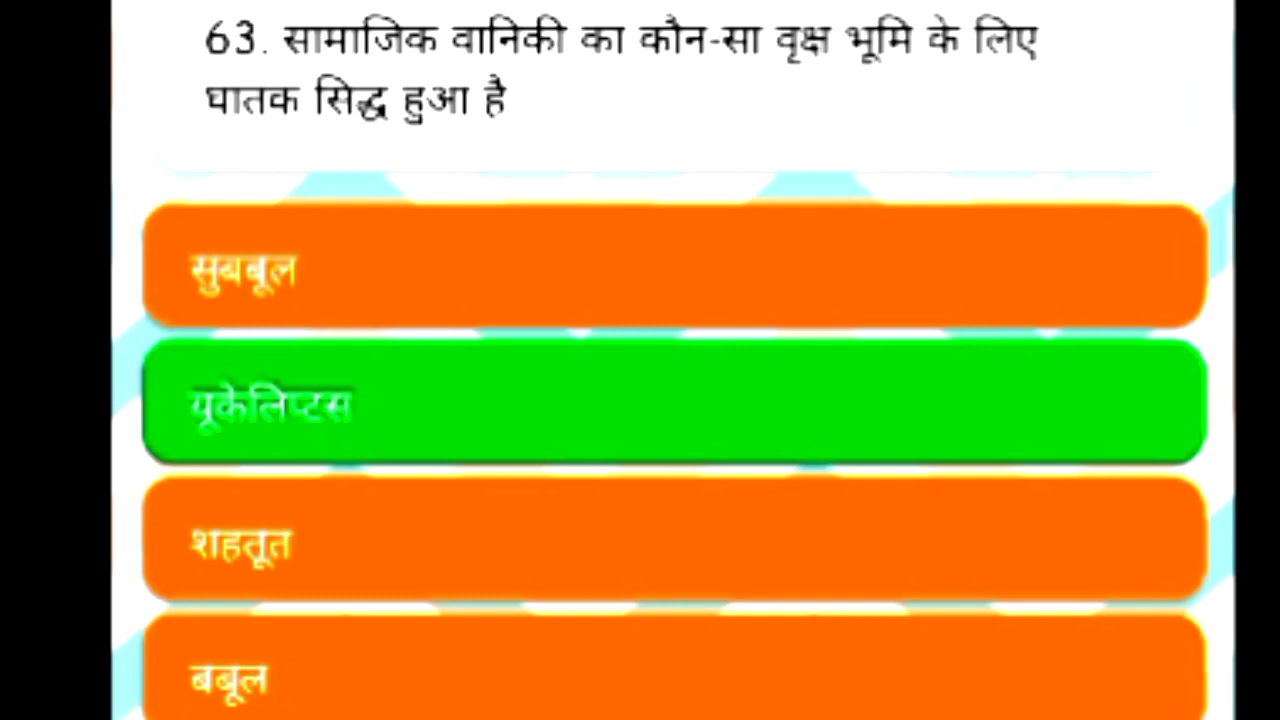 63. सामाजिक वानिकी का कौन-सा वृक्ष भूमि के लिए
घातक सिद्ध हुआ है
सुबबूल
यूकेलिप्टस
शहतूत
बबूल